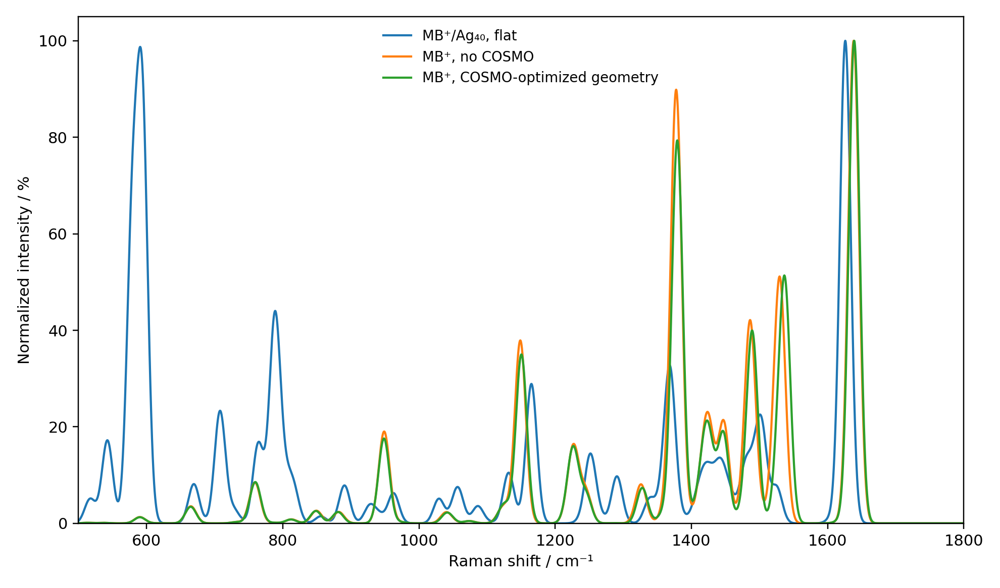 MB⁺/Ag₄₀, flat
MB⁺, no COSMO
MB⁺, COSMO-optimized geometry
Normalized intensity / %
100
80
60
40
20
0
600 800 1000 1200 1400 1600 1800
Raman shift / cm⁻¹